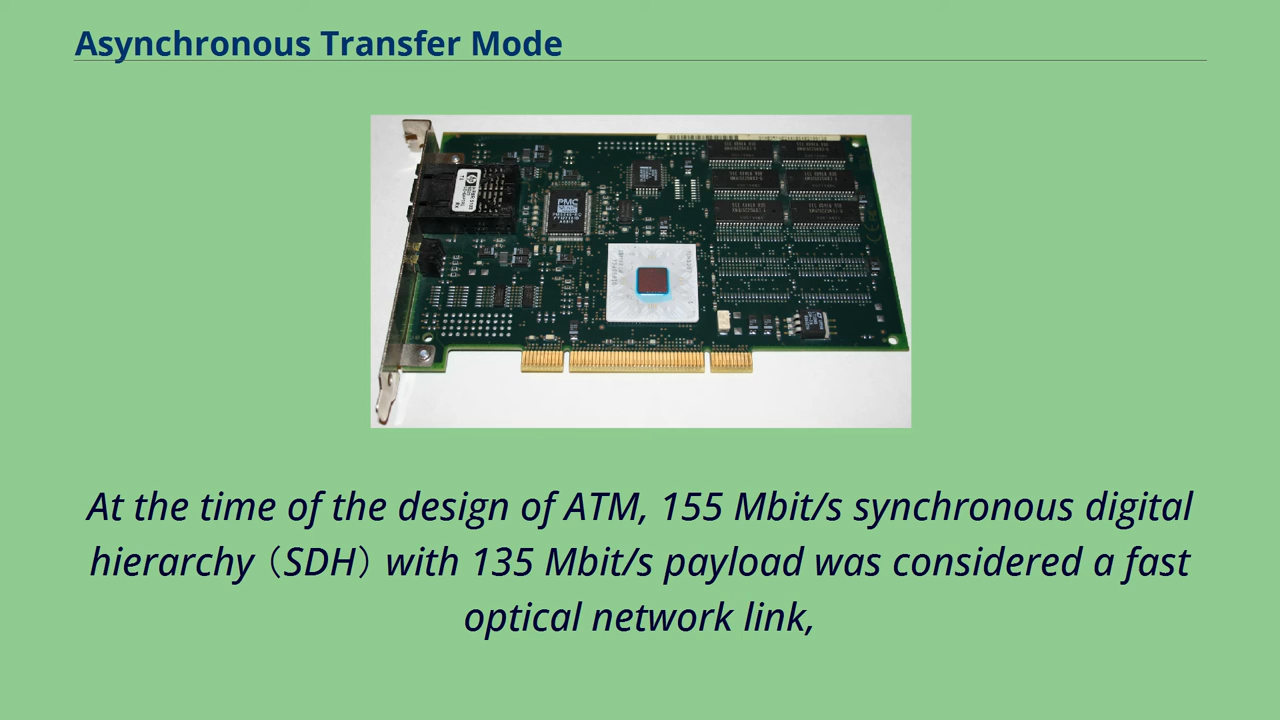 Asynchronous Transfer Mode
PMC
At the time of the design of ATM, 155 Mbit/s synchronous digital
hierarchy（SDH）with 135 Mbit/s payload was considered a fast
optical network link,